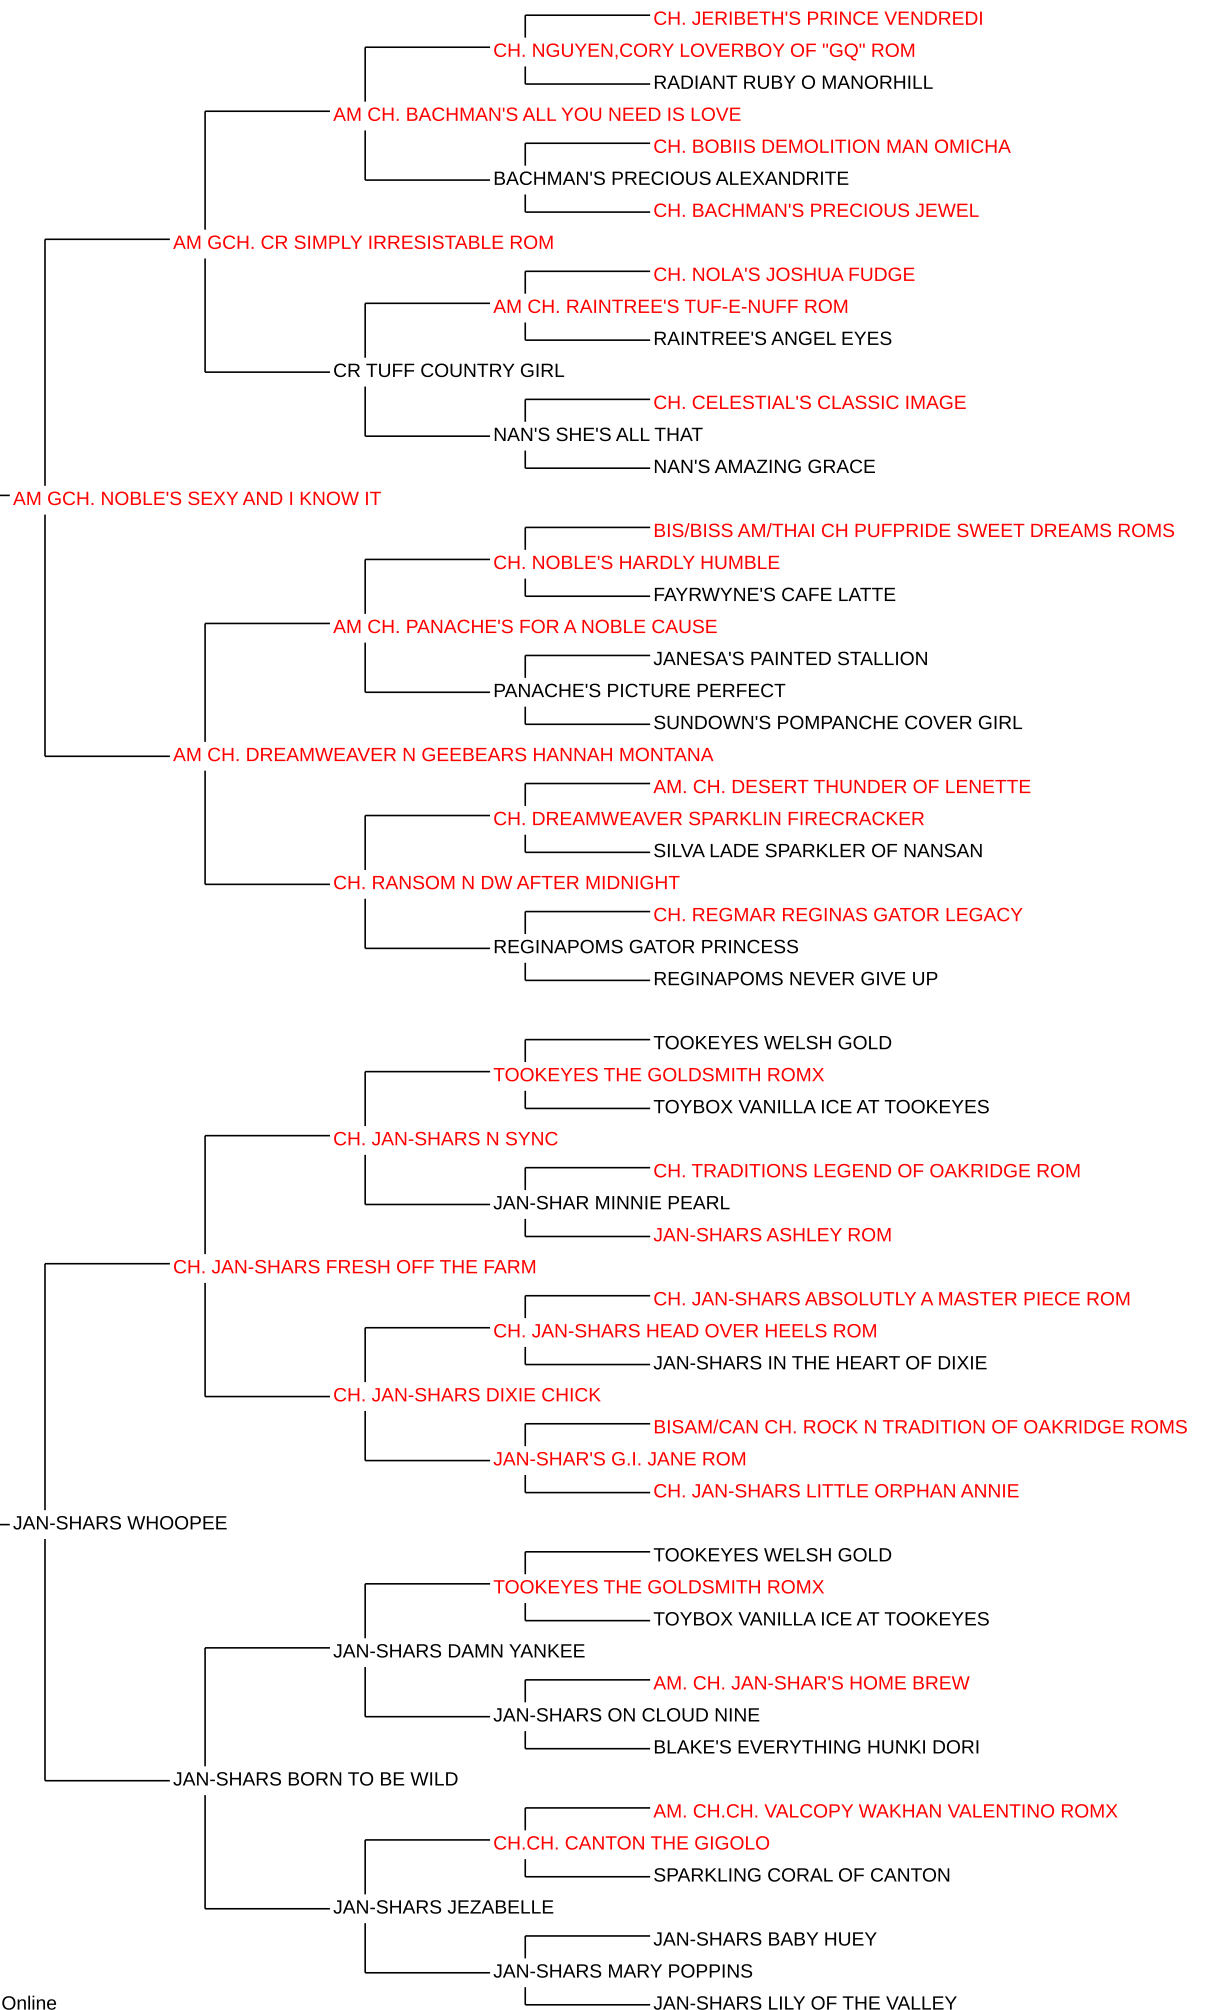 CH. JERIBETH'S PRINCE VENDREDI
CH. NGUYEN,CORY LOVERBOY OF "GQ" ROM
RADIANT RUBY O MANORHILL
AM CH. BACHMAN'S ALL YOU NEED IS LOVE
CH. BOBIIS DEMOLITION MAN OMICHA
BACHMAN'S PRECIOUS ALEXANDRITE
CH. BACHMAN'S PRECIOUS JEWEL
AM GCH. CR SIMPLY IRRESISTABLE ROM
CH. NOLA'S JOSHUA FUDGE
AM CH. RAINTREE'S TUF-E-NUFF ROM
RAINTREE'S ANGEL EYES
CR TUFF COUNTRY GIRL
CH. CELESTIAL'S CLASSIC IMAGE
NAN'S SHE'S ALL THAT
NAN'S AMAZING GRACE
AM GCH. NOBLE'S SEXY AND I KNOW IT
BIS/BISS AM/THAI CH PUFPRIDE SWEET DREAMS ROMS
CH. NOBLE'S HARDLY HUMBLE
FAYRWYNE'S CAFE LATTE
AM CH. PANACHE'S FOR A NOBLE CAUSE
JANESA'S PAINTED STALLION
PANACHE'S PICTURE PERFECT
SUNDOWN'S POMPANCHE COVER GIRL
AM CH. DREAMWEAVER N GEEBEARS HANNAH MONTANA
AM. CH. DESERT THUNDER OF LENETTE
CH. DREAMWEAVER SPARKLIN FIRECRACKER
SILVA LADE SPARKLER OF NANSAN
CH. RANSOM N DW AFTER MIDNIGHT
CH. REGMAR REGINAS GATOR LEGACY
REGINAPOMS GATOR PRINCESS
REGINAPOMS NEVER GIVE UP
TOOKEYES WELSH GOLD
TOOKEYES THE GOLDSMITH ROMX
TOYBOX VANILLA ICE AT TOOKEYES
CH. JAN-SHARS N SYNC
CH. TRADITIONS LEGEND OF OAKRIDGE ROM
JAN-SHAR MINNIE PEARL
JAN-SHARS ASHLEY ROM
CH. JAN-SHARS FRESH OFF THE FARM
CH. JAN-SHARS ABSOLUTLY A MASTER PIECE ROM
CH. JAN-SHARS HEAD OVER HEELS ROM
JAN-SHARS IN THE HEART OF DIXIE
CH. JAN-SHARS DIXIE CHICK
BISAM/CAN CH. ROCK N TRADITION OF OAKRIDGE ROMS
JAN-SHAR'S G.I. JANE ROM
CH. JAN-SHARS LITTLE ORPHAN ANNIE
JAN-SHARS WHOOPEE
TOOKEYES WELSH GOLD
TOOKEYES THE GOLDSMITH ROMX
TOYBOX VANILLA ICE AT TOOKEYES
JAN-SHARS DAMN YANKEE
AM. CH. JAN-SHAR'S HOME BREW
JAN-SHARS ON CLOUD NINE
BLAKE'S EVERYTHING HUNKI DORI
JAN-SHARS BORN TO BE WILD
AM. CH.CH. VALCOPY WAKHAN VALENTINO ROMX
CH.CH. CANTON THE GIGOLO
SPARKLING CORAL OF CANTON
JAN-SHARS JEZABELLE
JAN-SHARS BABY HUEY
JAN-SHARS MARY POPPINS
JAN-SHARS LILY OF THE VALLEY
Online